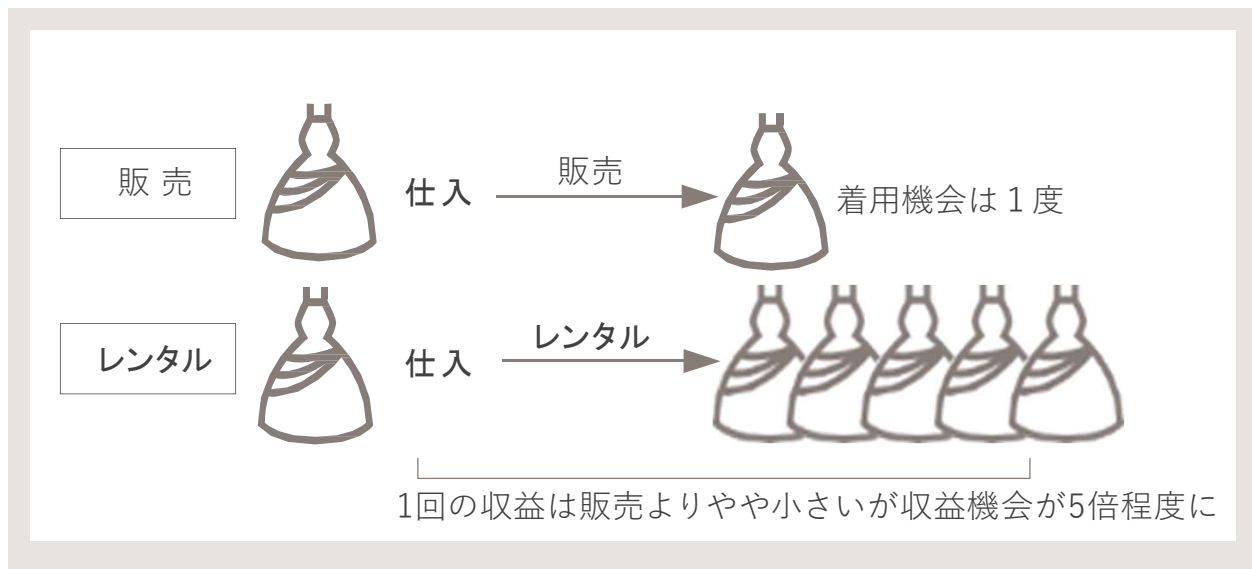 販売
仕入
販売
着用機会は1度
レンタル
仕入
レンタル
1回の収益は販売よりやや小さいが収益機会が5倍程度に